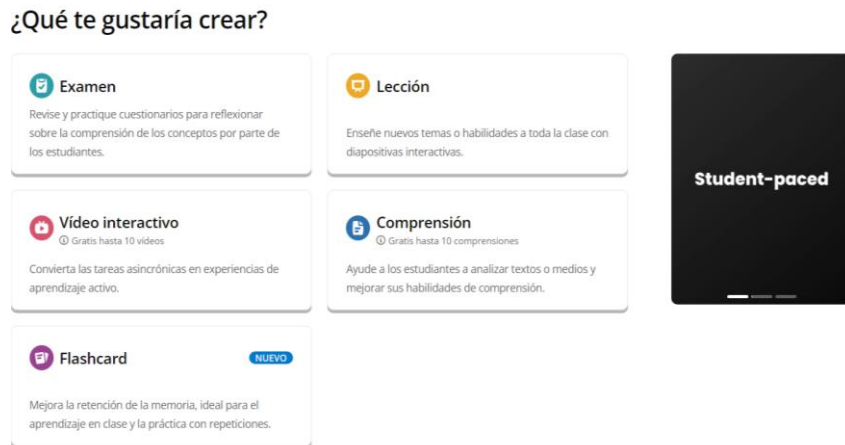 ¿Qué te gustaría crear?
Examen
Revise y practique cuestionarios para reflexionar
sobre la comprensión de los conceptos por parte de
los estudiantes.
Lección
Enseñe nuevos temas o habilidades a toda la clase con
diapositivas interactivas.
Student-paced
Vídeo interactivo
Gratis hasta 10 vídeos
Convierta las tareas asincrónicas en experiencias de
aprendizaje activo.
Comprensión
Gratis hasta 10 comprensiones
Ayude a los estudiantes a analizar textos o medios y
mejorar sus habilidades de comprensión.
Flashcard
NUEVO
Mejora la retención de la memoria, ideal para el
aprendizaje en clase y la práctica con repeticiones.